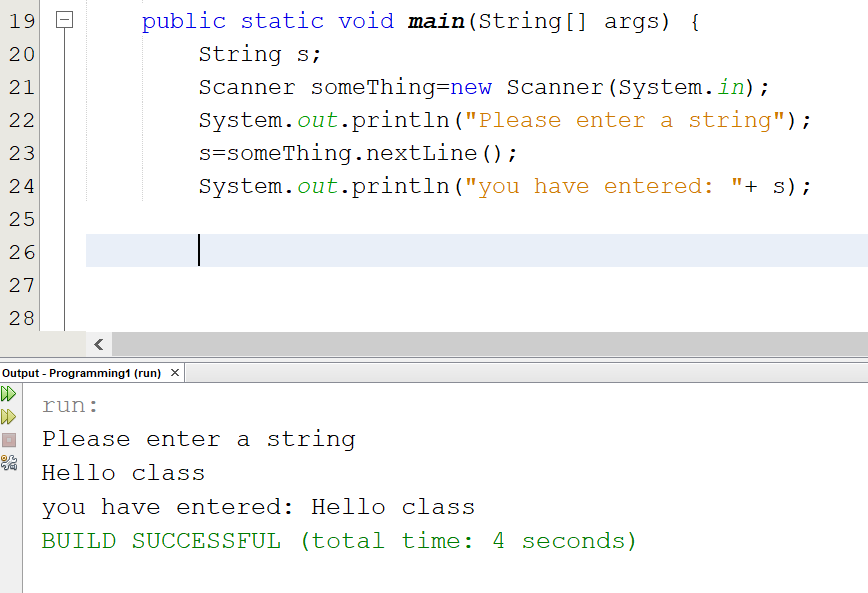 19 public static void main(String[] args) {
20 String s;
21 Scanner someThing=new Scanner(System.in);
22 System.out.println("Please enter a string");
23 s=someThing.nextLine();
24 System.out.println("you have entered: "+ s);
25
26
27
28
Output - Programming1 (run)
run:
Please enter a string
Hello class
you have entered: Hello class
BUILD SUCCESSFUL (total time: 4 seconds)